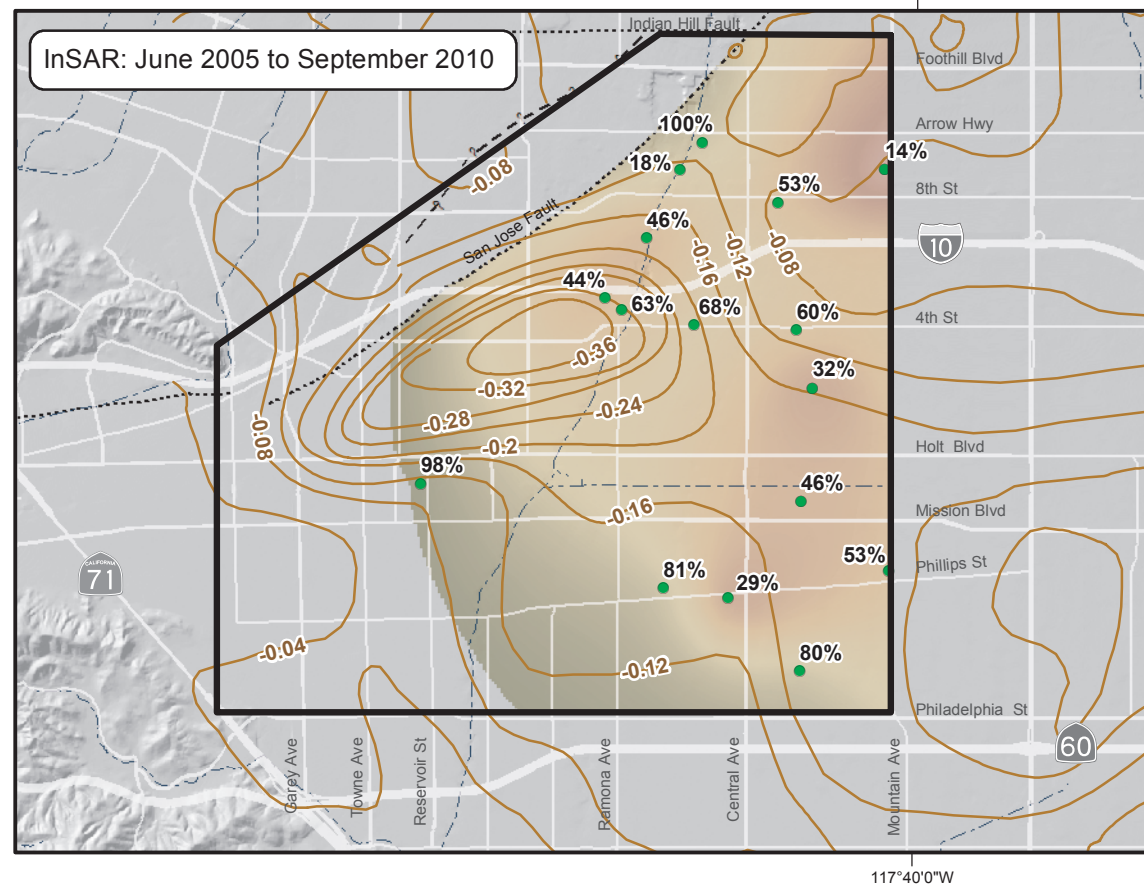 Indian Hill Fault
InSAR: June 2005 to September 2010
Foothill Blvd
100%
Arrow Hwy
14%
18%
-0.08
53%
8th St
San Jose Fault
46%
-0.16
-0.12
-0.08
10
44%
63%
68%
60%
4th St
-0.36
32%
-0.32
-0.28
-0.24
-0.08
-0.2
Holt Blvd
98%
46%
-0.16
Mission Blvd
53%
Phillips St
CALIFORNIA
71
81%
29%
-0.04
-0.12
80%
Philadelphia St
60
Garey Ave
Towne Ave
Reservoir St
Ramona Ave
Central Ave
Mountain Ave
117°40'0"W